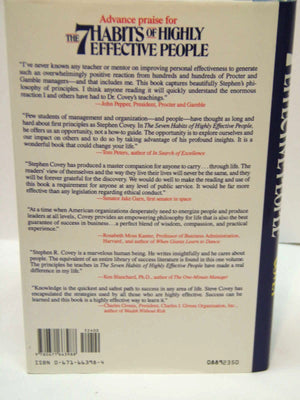 Advance praise for
THE 7 HABITS OF HIGHLY
EFFECTIVE PEOPLE
"I've never known any teacher or mentor on improving personal effectiveness to generate
such an overwhelmingly positive reaction from hundreds and hundreds of Procter and
Gamble managers—and that includes me. This book captures beautifully Stephen's phi-
losophy of principles. I think anyone reading it will quickly understand the enormous
reaction I and others have had to Dr. Covey's teachings."
—John Pepper, President, Procter and Gamble
"Few students of management and organization—and people—have thought as long and
hard about first principles as Stephen Covey. In The Seven Habits of Highly Effective People,
he offers us an opportunity, not a how-to guide. The opportunity to explore ourselves and
our impact on others and to do so by taking advantage of his profound insights. It is a
wonderful book that could change your life."
—Tom Peters, author of In Search of Excellence
"Stephen Covey has produced a master companion for anyone to carry . . . through life. The
readers' view of themselves and the way they live their lives will never be the same, and they
will be forever grateful for the discovery. We would do well to make the reading and use of
this book a requirement for anyone at any level of public service. It would be far more
effective than any legislation regarding ethical conduct."
—Senator Jake Garn, first senator in space
"At a time when American organizations desperately need to energize people and produce
leaders at all levels, Covey provides an empowering philosophy for life that is also the best
guarantee of success in business... a perfect blend of wisdom, compassion, and practical
experience."
—Rosabeth Moss Kanter, Professor of Business Administration,
Harvard, and author of When Giants Learn to Dance
"Stephen R. Covey is a marvelous human being. He writes insightfully and he cares about
people. The equivalent of an entire library of success literature is found in this one volume.
The principles he teaches in The Seven Habits of Highly Effective People have made a real
difference in my life."
—Ken Blanchard, Ph.D., author of The One-Minute Manager
"Knowledge is the quickest and safest path to success in any area of life. Steve Covey has
encapsulated the strategies used by all those who are highly effective. Success can be
learned and this book is a highly effective way to learn it."
—Charles Givens, President, Charles J. Givens Organization, Inc.,
author of Wealth Without Risk
ISBN 0-671-66398-4